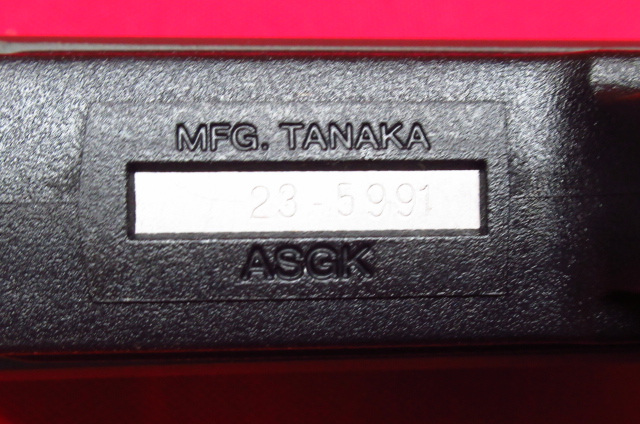 MFG. TANAKA
23-5991
ASGK